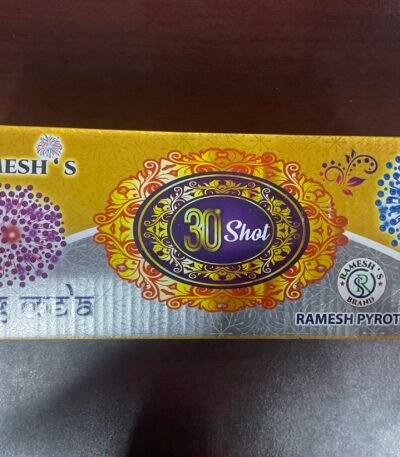 MESH'S
30 Shot
RAMESH'S
BRAND
RAMESH PYROT